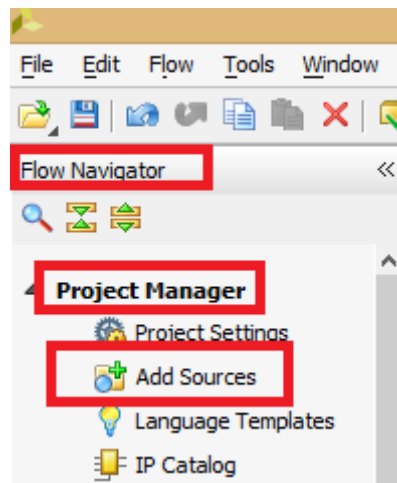 File Edit Flow Tools Window
Flow Navigator
Project Manager
Project Settings
Add Sources
Language Templates
IP Catalog